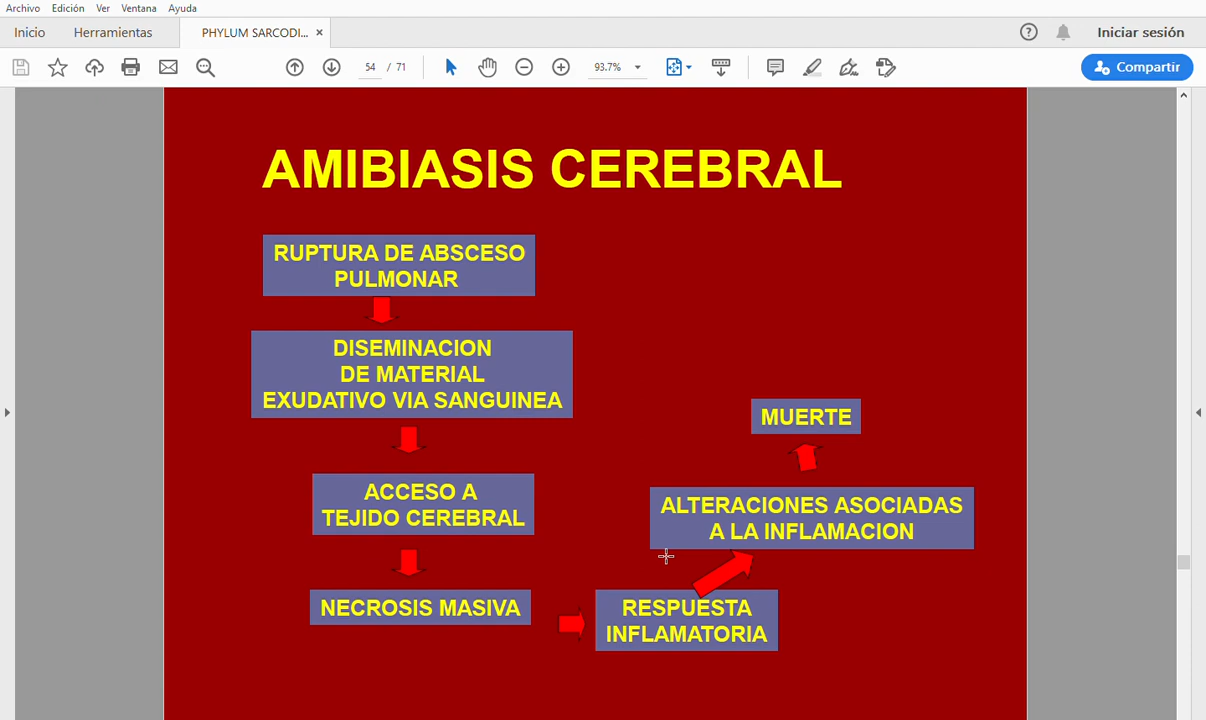 Archivo Edición Ver Ventana Ayuda
Inicio Herramientas PHYLUM SARCODI... × ? Iniciar sesión
54 / 71 93.7% Compartir
AMIBIASIS CEREBRAL
RUPTURA DE ABSCESO
PULMONAR
DISEMINACION
DE MATERIAL
EXUDATIVO VIA SANGUINEA
ACCESO A
TEJIDO CEREBRAL
NECROSIS MASIVA
RESPUESTA
INFLAMATORIA
ALTERACIONES ASOCIADAS
A LA INFLAMACION
MUERTE